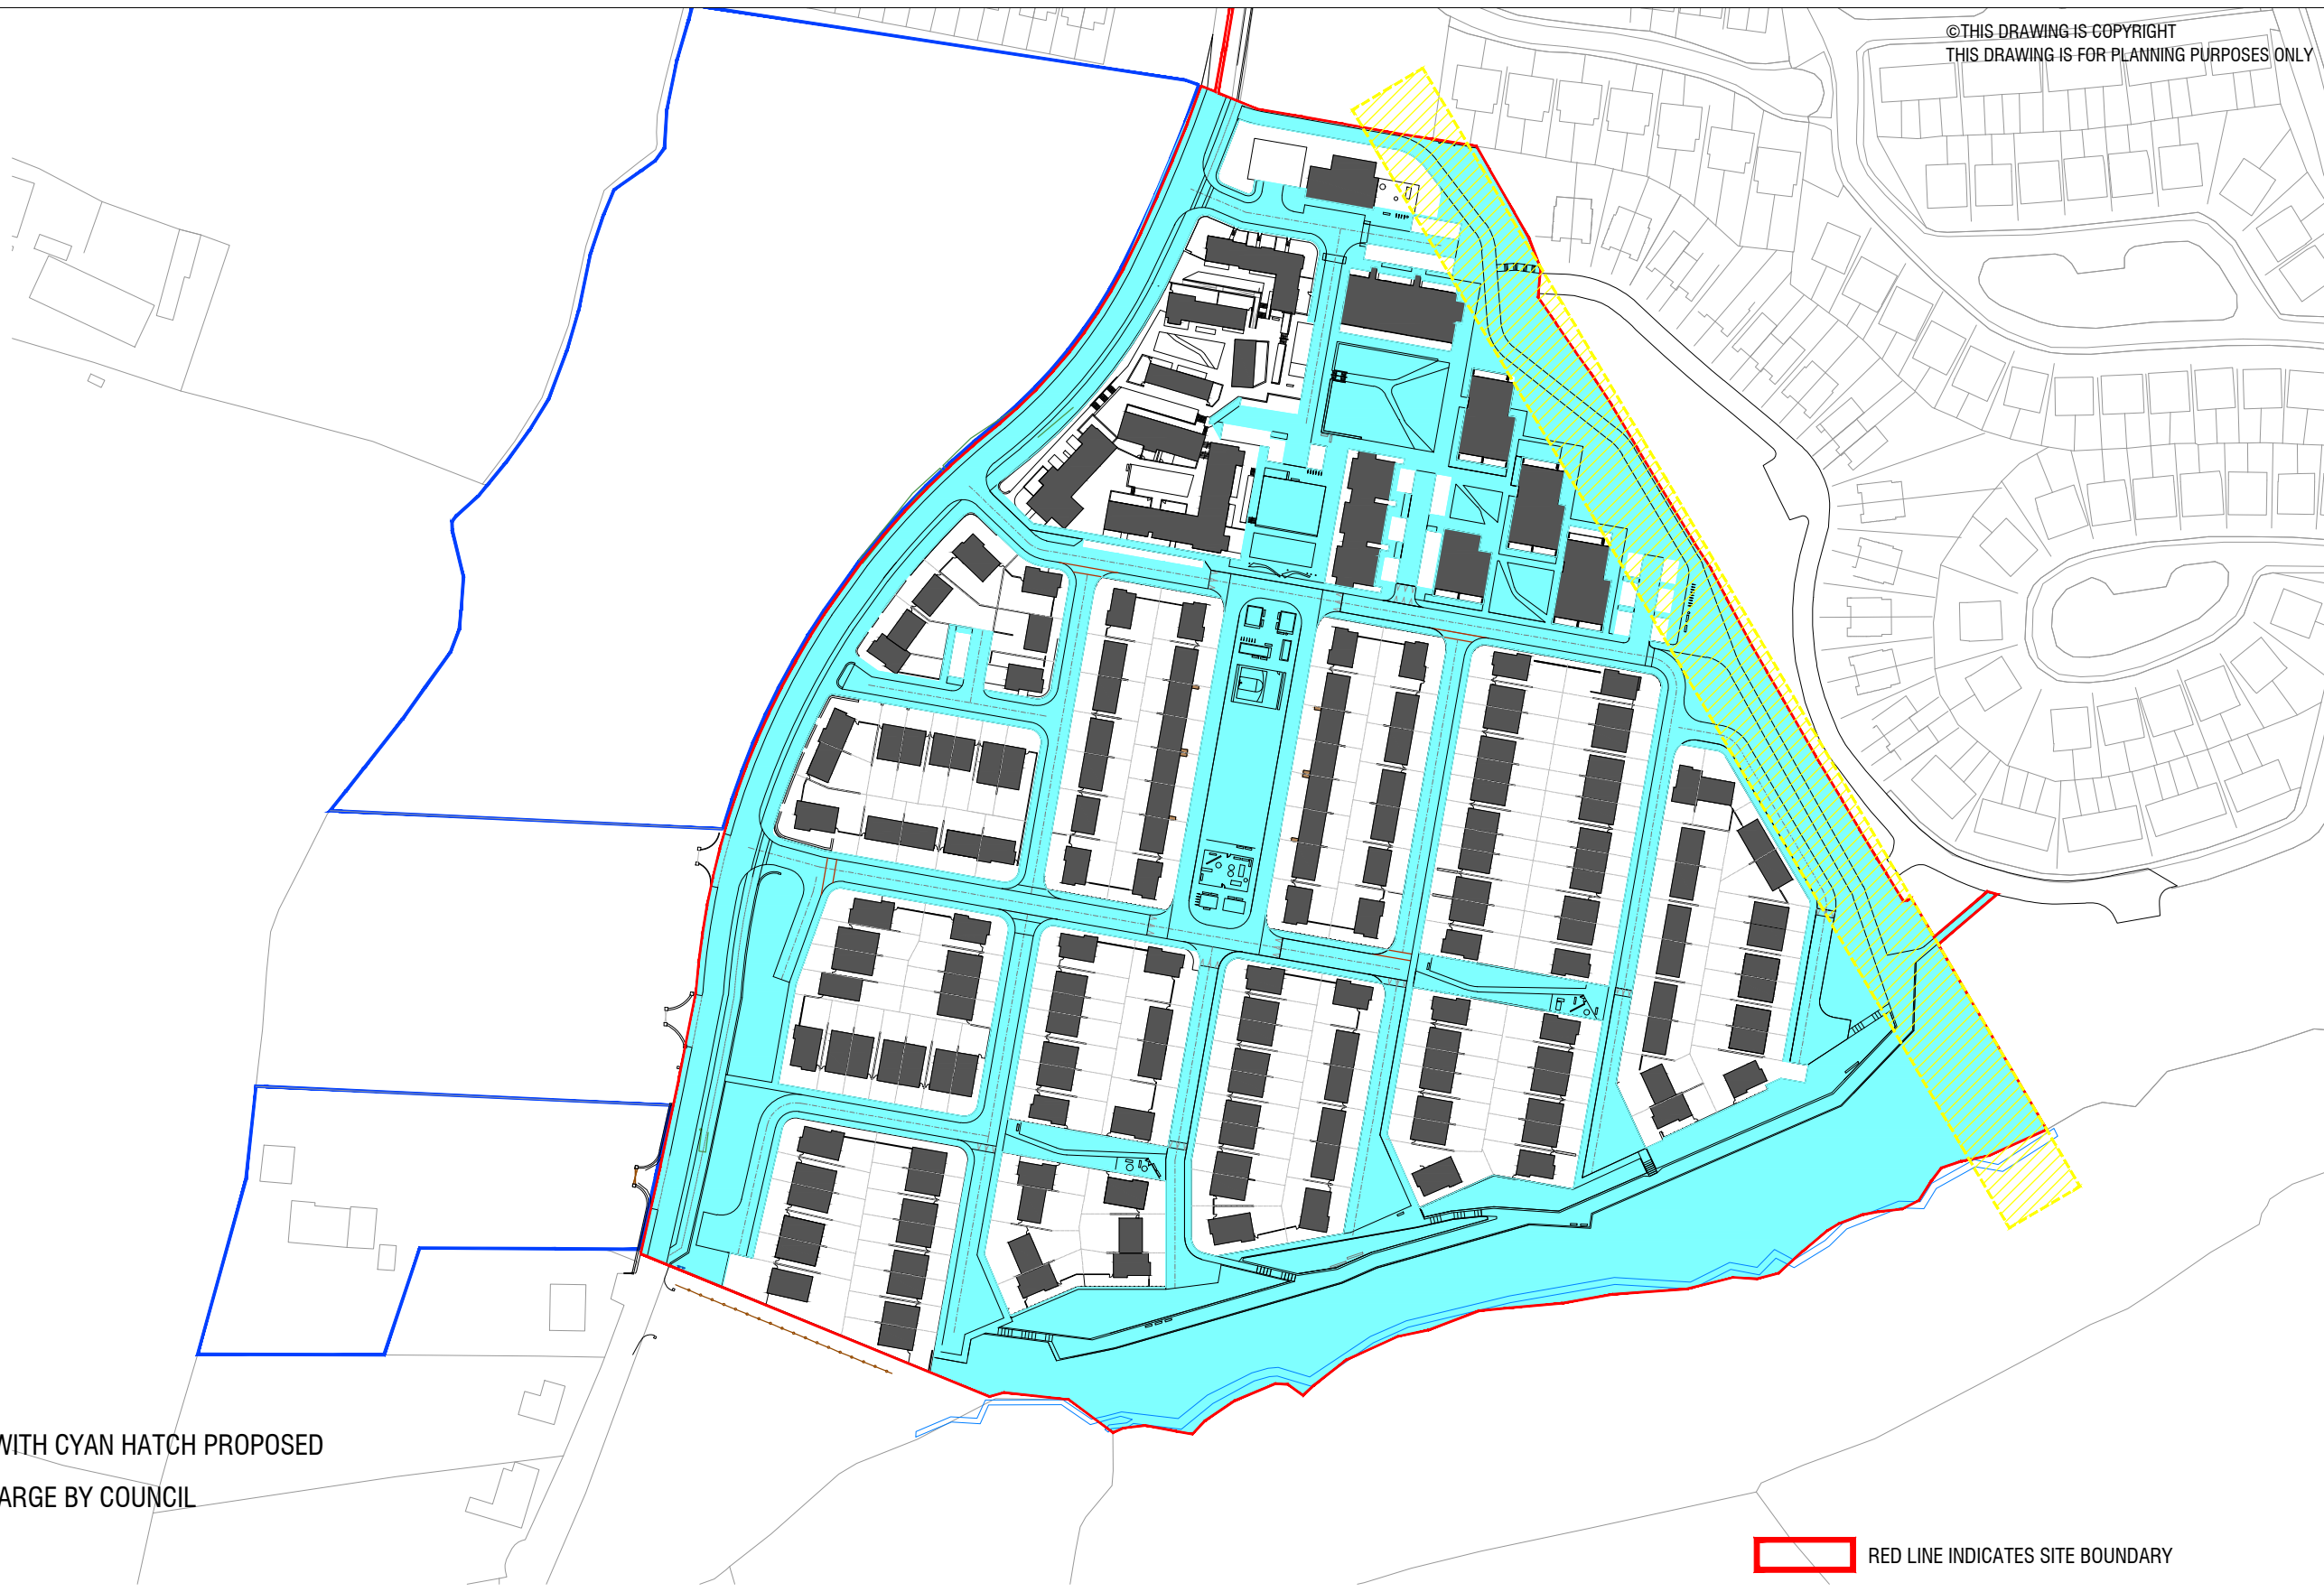 ©THIS DRAWING IS COPYRIGHT
THIS DRAWING IS FOR PLANNING PURPOSES ONLY
WITH CYAN HATCH PROPOSED
ARGE BY COUNCIL
RED LINE INDICATES SITE BOUNDARY